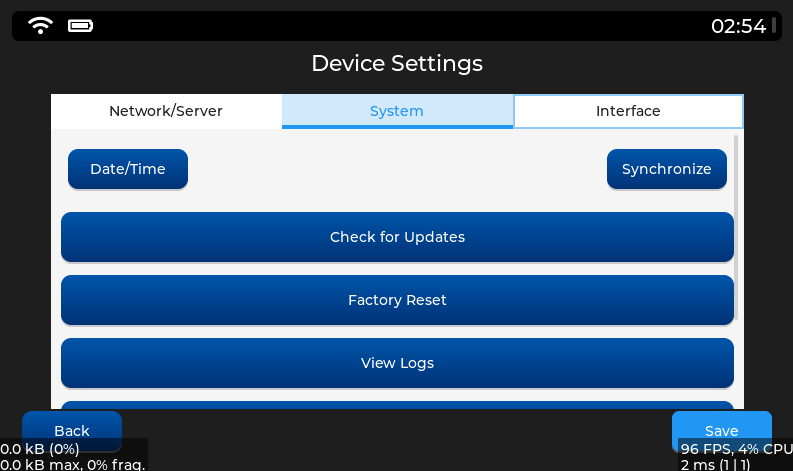 02:54
Device Settings
Network/Server
System
Interface
Date/Time
Synchronize
Check for Updates
Factory Reset
View Logs
Back
Save
0.0 kB (0%)
0.0 kB max, 0% frag.
96 FPS, 4% CPU
2 ms (1 | 1)